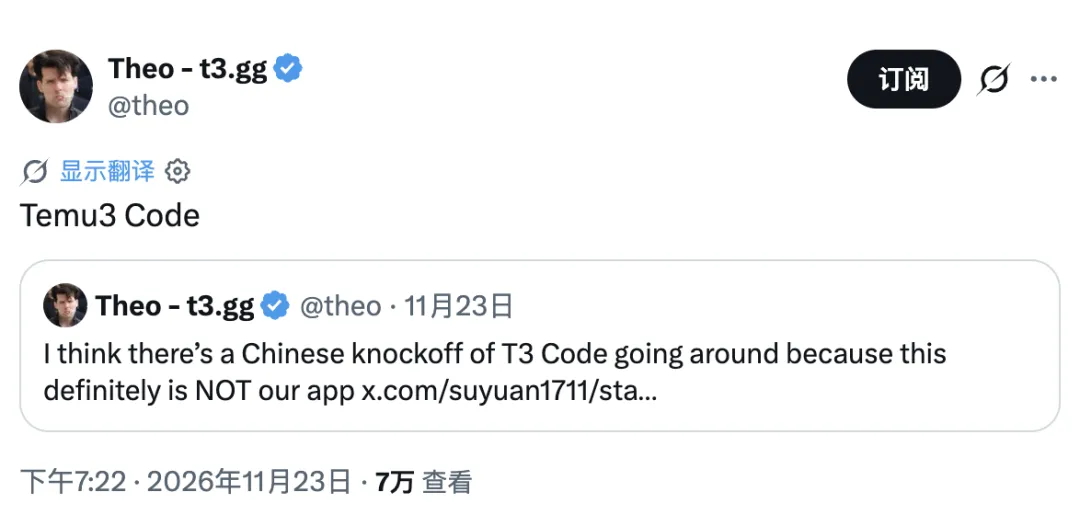 Theo - t3.gg
@theo
订阅
显示翻译
Temu3 Code
Theo - t3.gg @theo · 11月23日
I think there’s a Chinese knockoff of T3 Code going around because this
definitely is NOT our app x.com/suyuan1711/sta...
下午7:22 · 2026年11月23日 · 7万 查看